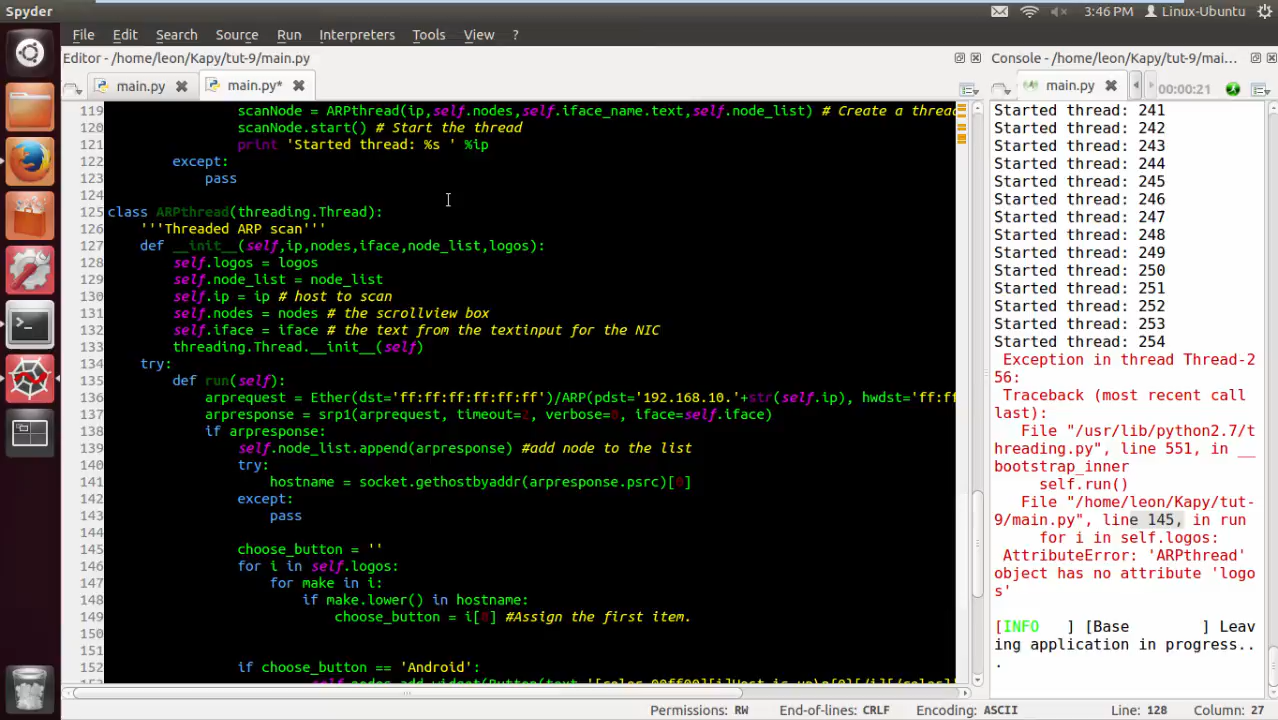 Spyder
3:46 PM Linux-Ubuntu
File Edit Search Source Run Interpreters Tools View ?
Editor - /home/leon/Kapy/tut-9/main.py
Console - /home/leon/Kapy/tut-9/mai...
main.py main.py*
main.py 00:00:21
119 scanNode = ARPthread(ip,self.nodes,self.iface_name.text,self.node_list) # Create a threa
120 scanNode.start() # Start the thread
121 print 'Started thread: %s ' %ip
122 except:
123 pass
124
125 class ARPthread(threading.Thread):
126 '''Threaded ARP scan'''
127 def __init__(self,ip,nodes,iface,node_list,logos):
128 self.logos = logos
129 self.node_list = node_list
130 self.ip = ip # host to scan
131 self.nodes = nodes # the scrollview box
132 self.iface = iface # the text from the textinput for the NIC
133 threading.Thread.__init__(self)
134 try:
135 def run(self):
136 arprequest = Ether(dst='ff:ff:ff:ff:ff:ff')/ARP(pdst='192.168.10.'+str(self.ip), hwdst='ff:ff
137 arpresponse = srp1(arprequest, timeout=2, verbose=0, iface=self.iface)
138 if arpresponse:
139 self.node_list.append(arpresponse) #add node to the list
140 try:
141 hostname = socket.gethostbyaddr(arpresponse.psrc)[0]
142 except:
143 pass
144
145 choose_button = ''
146 for i in self.logos:
147 for make in i:
148 if make.lower() in hostname:
149 choose_button = i[0] #Assign the first item.
150
151
152 if choose_button == 'Android':
Started thread: 241
Started thread: 242
Started thread: 243
Started thread: 244
Started thread: 245
Started thread: 246
Started thread: 247
Started thread: 248
Started thread: 249
Started thread: 250
Started thread: 251
Started thread: 252
Started thread: 253
Started thread: 254
Exception in thread Thread-2
56:
Traceback (most recent call
last):
File "/usr/lib/python2.7/t
hreading.py", line 551, in __
bootstrap_inner
self.run()
File "/home/leon/Kapy/tut-
9/main.py", line 145, in run
for i in self.logos:
AttributeError: 'ARPthread'
object has no attribute 'logo
s'
[INFO ] [Base ] Leav
ing application in progress..
.
Permissions: RW End-of-lines: CRLF Encoding: ASCII Line: 128 Column: 27